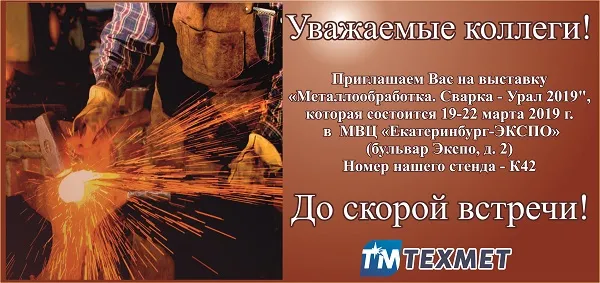 Уважаемые коллеги!
Приглашаем Вас на выставку
«Металлообработка. Сварка - Урал 2019",
которая состоится 19-22 марта 2019 г.
в МВЦ «Екатеринбург-ЭКСПО»
(бульвар Экспо, д. 2)
Номер нашего стенда - К42
До скорой встречи!
ТМ ТЕХМЕТ